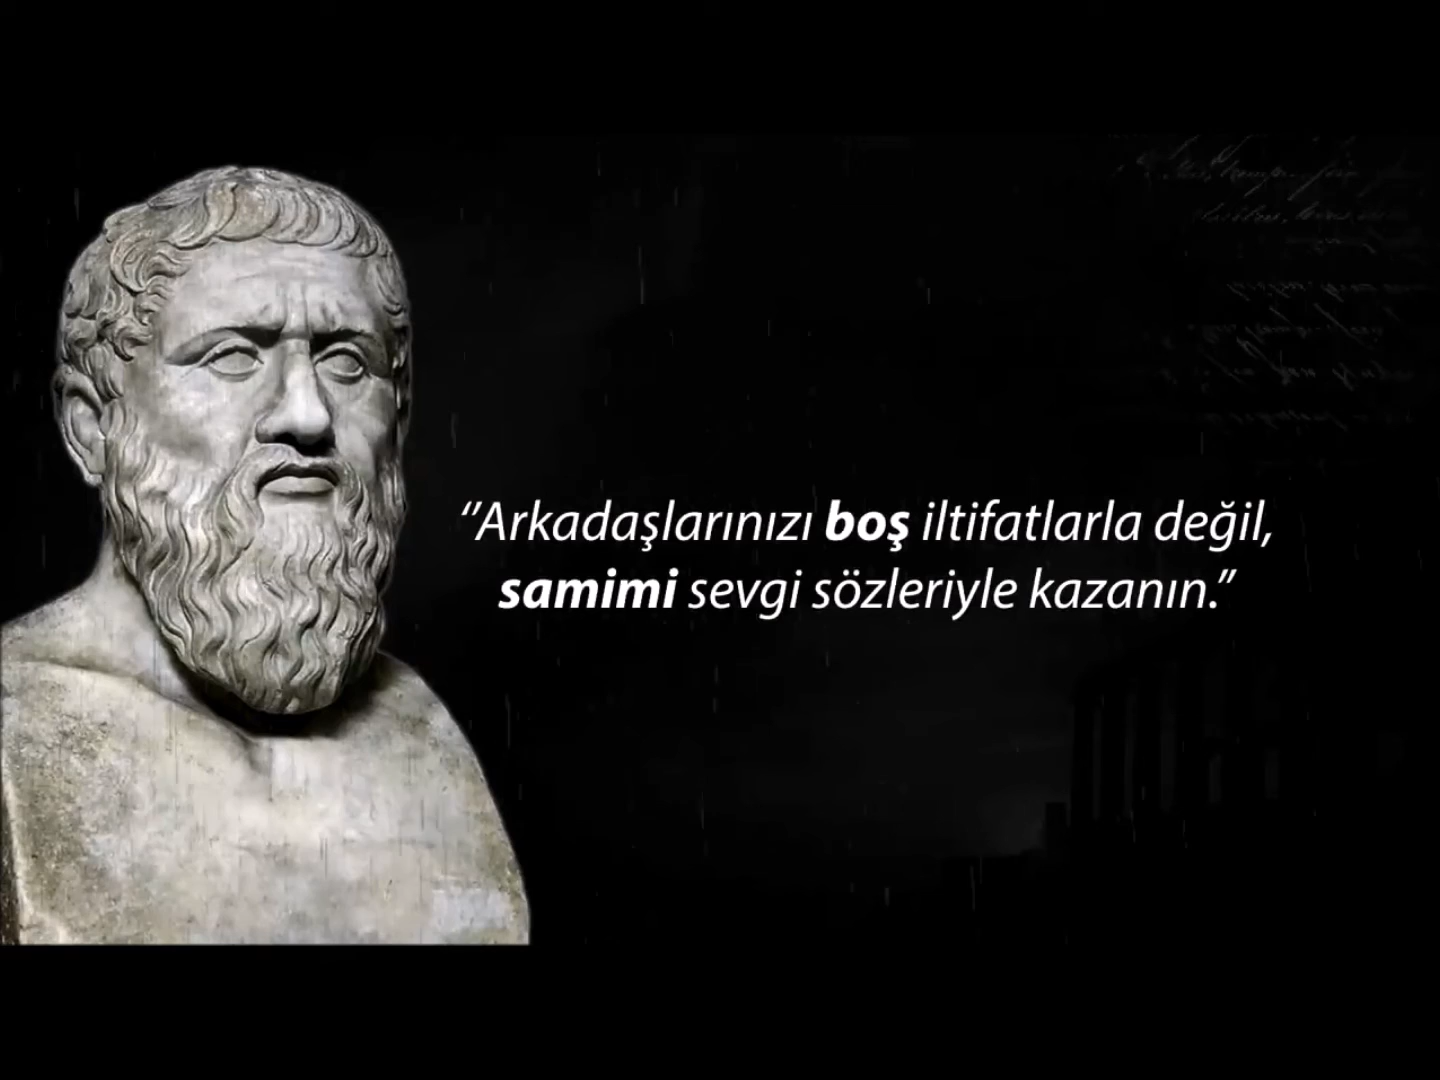 “Arkadaşlarınızı boş iltifatlarla değil,
samimi sevgi sözleriyle kazanın.”